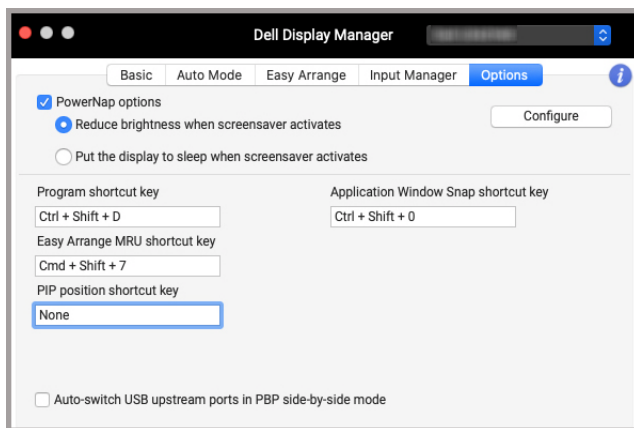 Dell Display Manager
Basic Auto Mode Easy Arrange Input Manager Options i
PowerNap options
Configure
Reduce brightness when screensaver activates
Put the display to sleep when screensaver activates
Program shortcut key Application Window Snap shortcut key
Ctrl + Shift + D Ctrl + Shift + 0
Easy Arrange MRU shortcut key
Cmd + Shift + 7
PIP position shortcut key
None
Auto-switch USB upstream ports in PBP side-by-side mode